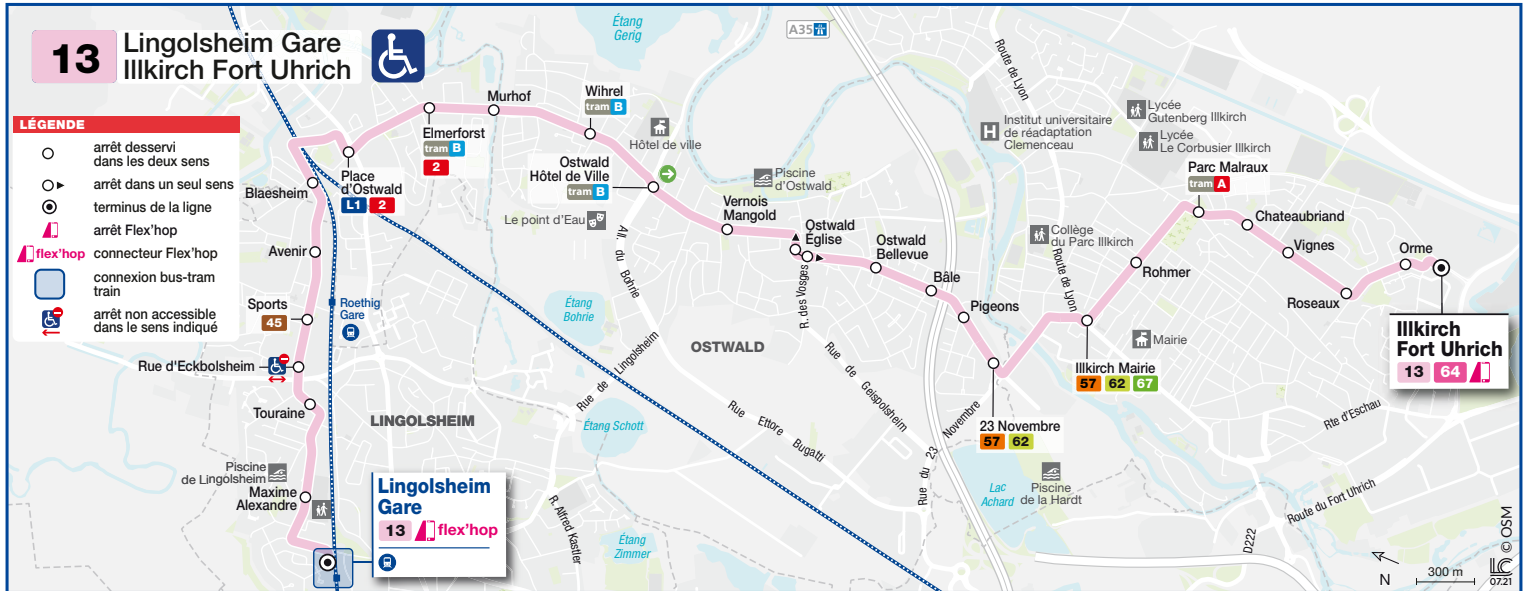 13
Lingolsheim Gare
Illkirch Fort Uhrich
LÉGENDE
arrêt desservi
dans les deux sens
arrêt dans un seul sens
terminus de la ligne
arrêt Flex'hop
flex'hop
connecteur Flex'hop
connexion bus-tram
train
arrêt non accessible
dans le sens indiqué
Étang
Gerig
A35
Route de Lyon
Murhof
Wihrel
tram B
Elmerforst
tram B
2
Hôtel de ville
Ostwald
Hôtel de Ville
tram B
Place
d'Ostwald
L1 2
Blaesheim
Le point d'Eau
Piscine
d'Ostwald
Vernois
Mangold
Ostwald
Église
Ostwald
Bellevue
Bâle
Pigeons
Institut universitaire
de réadaptation
Clemenceau
H
Lycée
Gutenberg Illkirch
Lycée
Le Corbusier Illkirch
Parc Malraux
tram A
Collège
du Parc Illkirch
Chateaubriand
Vignes
Orme
Rohmer
Roseaux
Route de Lyon
Avenir
Sports
45
Roethig
Gare
All. du Bohrie
Étang
Bohrie
R. des Vosges
OSTWALD
Mairie
Illkirch Mairie
57 62 67
Illkirch
Fort Uhrich
13 64
Rue d'Eckbolsheim
Touraine
LINGOLSHEIM
Rue de Lingolsheim
Rue de Geispolsheim
Étang Schott
Rue Ettore Bugatti
Rue du 23 Novembre
23 Novembre
57 62
Rte d'Eschau
Piscine
de Lingolsheim
Maxime
Alexandre
Lingolsheim
Gare
13 flex'hop
R. Alfred Kastler
Étang
Zimmer
Lac
Achard
Piscine
de la Hardt
Route du Fort Uhrich
D222
N
300 m
© OSM
LC
07.21